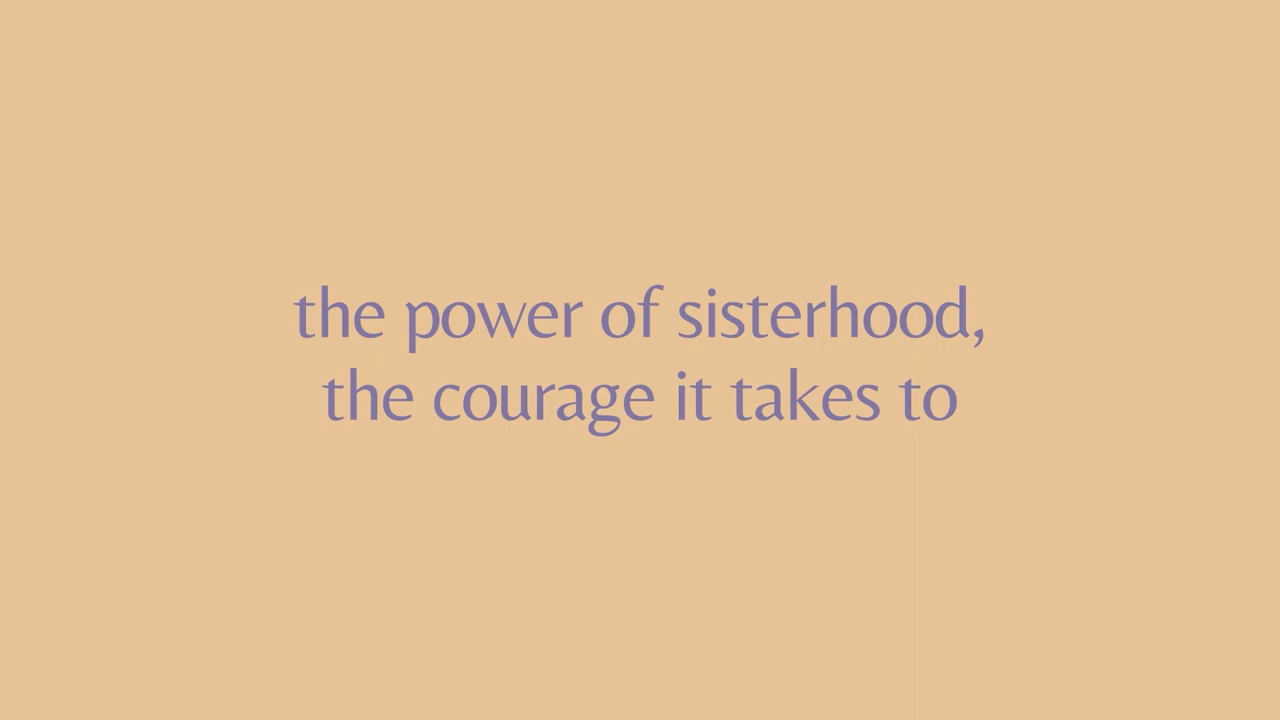 the power of sisterhood,
the courage it takes to